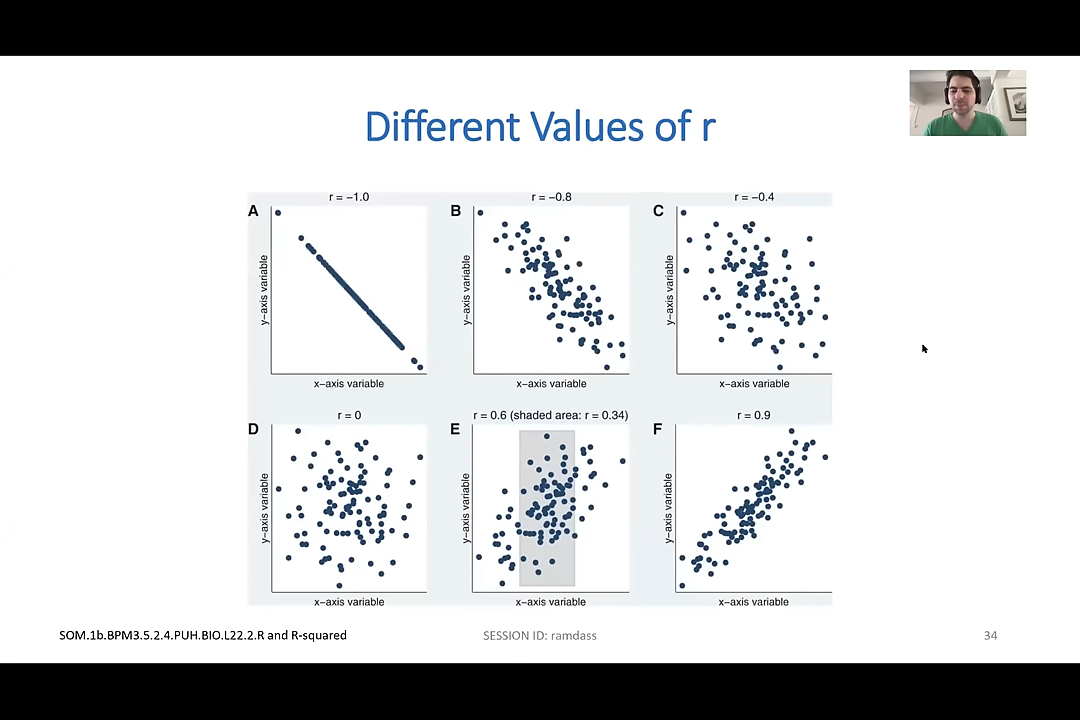 Different Values of r
A
r = −1.0
y−axis variable
x−axis variable
B
r = −0.8
y−axis variable
x−axis variable
C
r = −0.4
y−axis variable
x−axis variable
D
r = 0
y−axis variable
x−axis variable
E
r = 0.6 (shaded area: r = 0.34)
y−axis variable
x−axis variable
F
r = 0.9
y−axis variable
x−axis variable
SOM.1b.BPM3.5.2.4.PUH.BIO.L22.2.R and R-squared
SESSION ID: ramdass
34